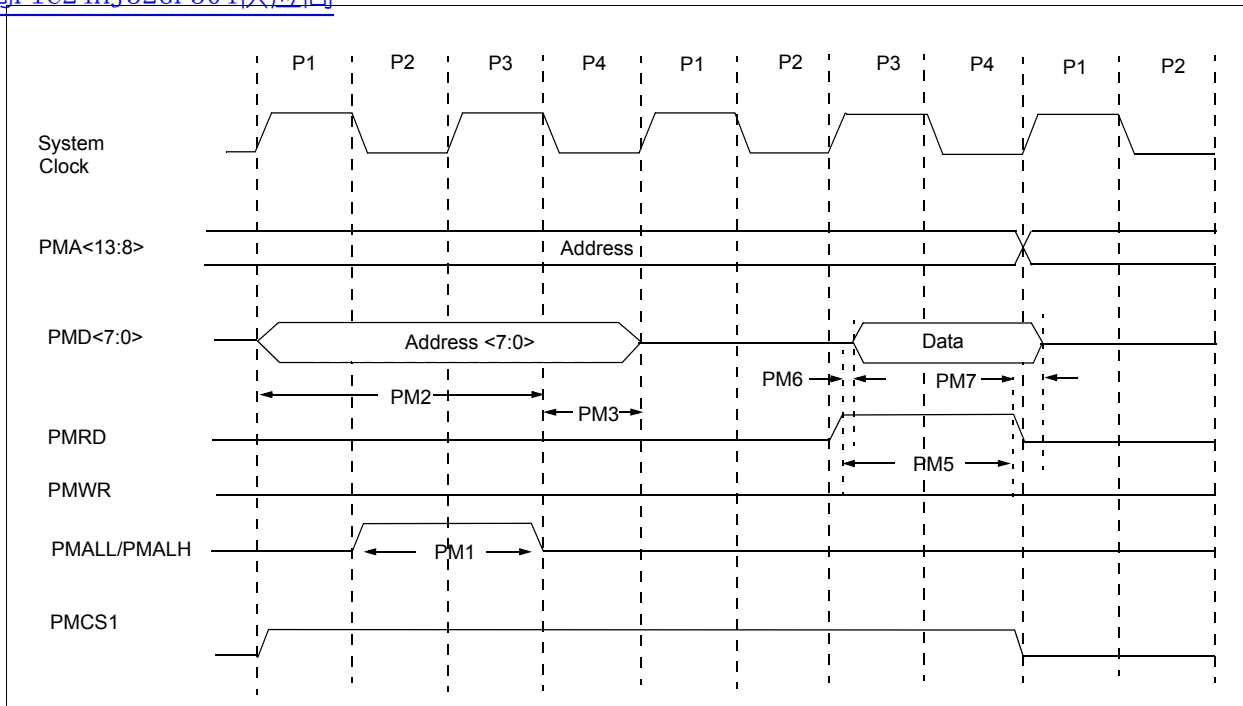 P1 P2 P3 P4 P1 P2 P3 P4 P1 P2
System
Clock
PMA<13:8>
Address
PMD<7:0>
Address <7:0>
Data
PM6
PM7
PM2
PM3
PMRD
PM5
PMWR
PMALL/PMALH
PM1
PMCS1